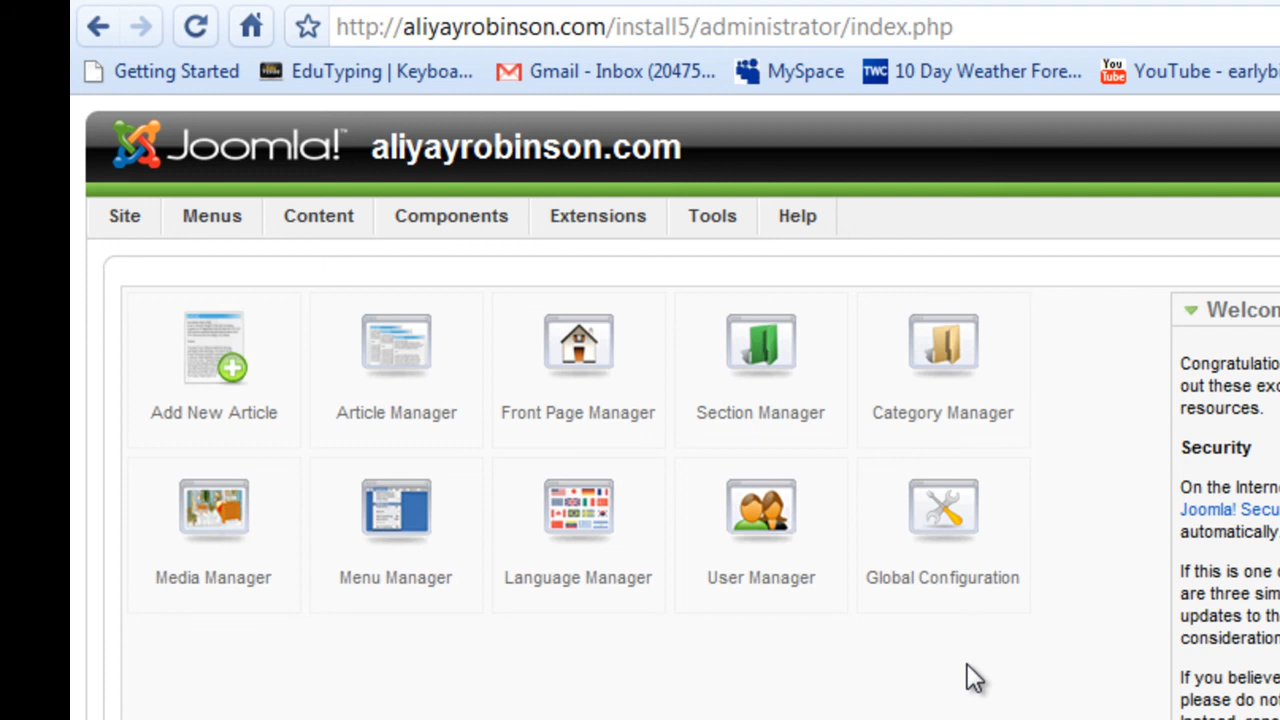 http://aliyayrobinson.com/install5/administrator/index.php
Getting Started EduTyping | Keyboa... Gmail - Inbox (20475... MySpace TWC 10 Day Weather Fore... You Tube YouTube - earlybi
Joomla!™ aliyayrobinson.com
Site Menus Content Components Extensions Tools Help
Add New Article Article Manager Front Page Manager Section Manager Category Manager
Media Manager Menu Manager Language Manager User Manager Global Configuration
Welcom
Congratulatio
out these exc
resources.
Security
On the Interne
Joomla! Secu
automatically.
If this is one o
are three sim
updates to th
consideration
If you believe
please do not